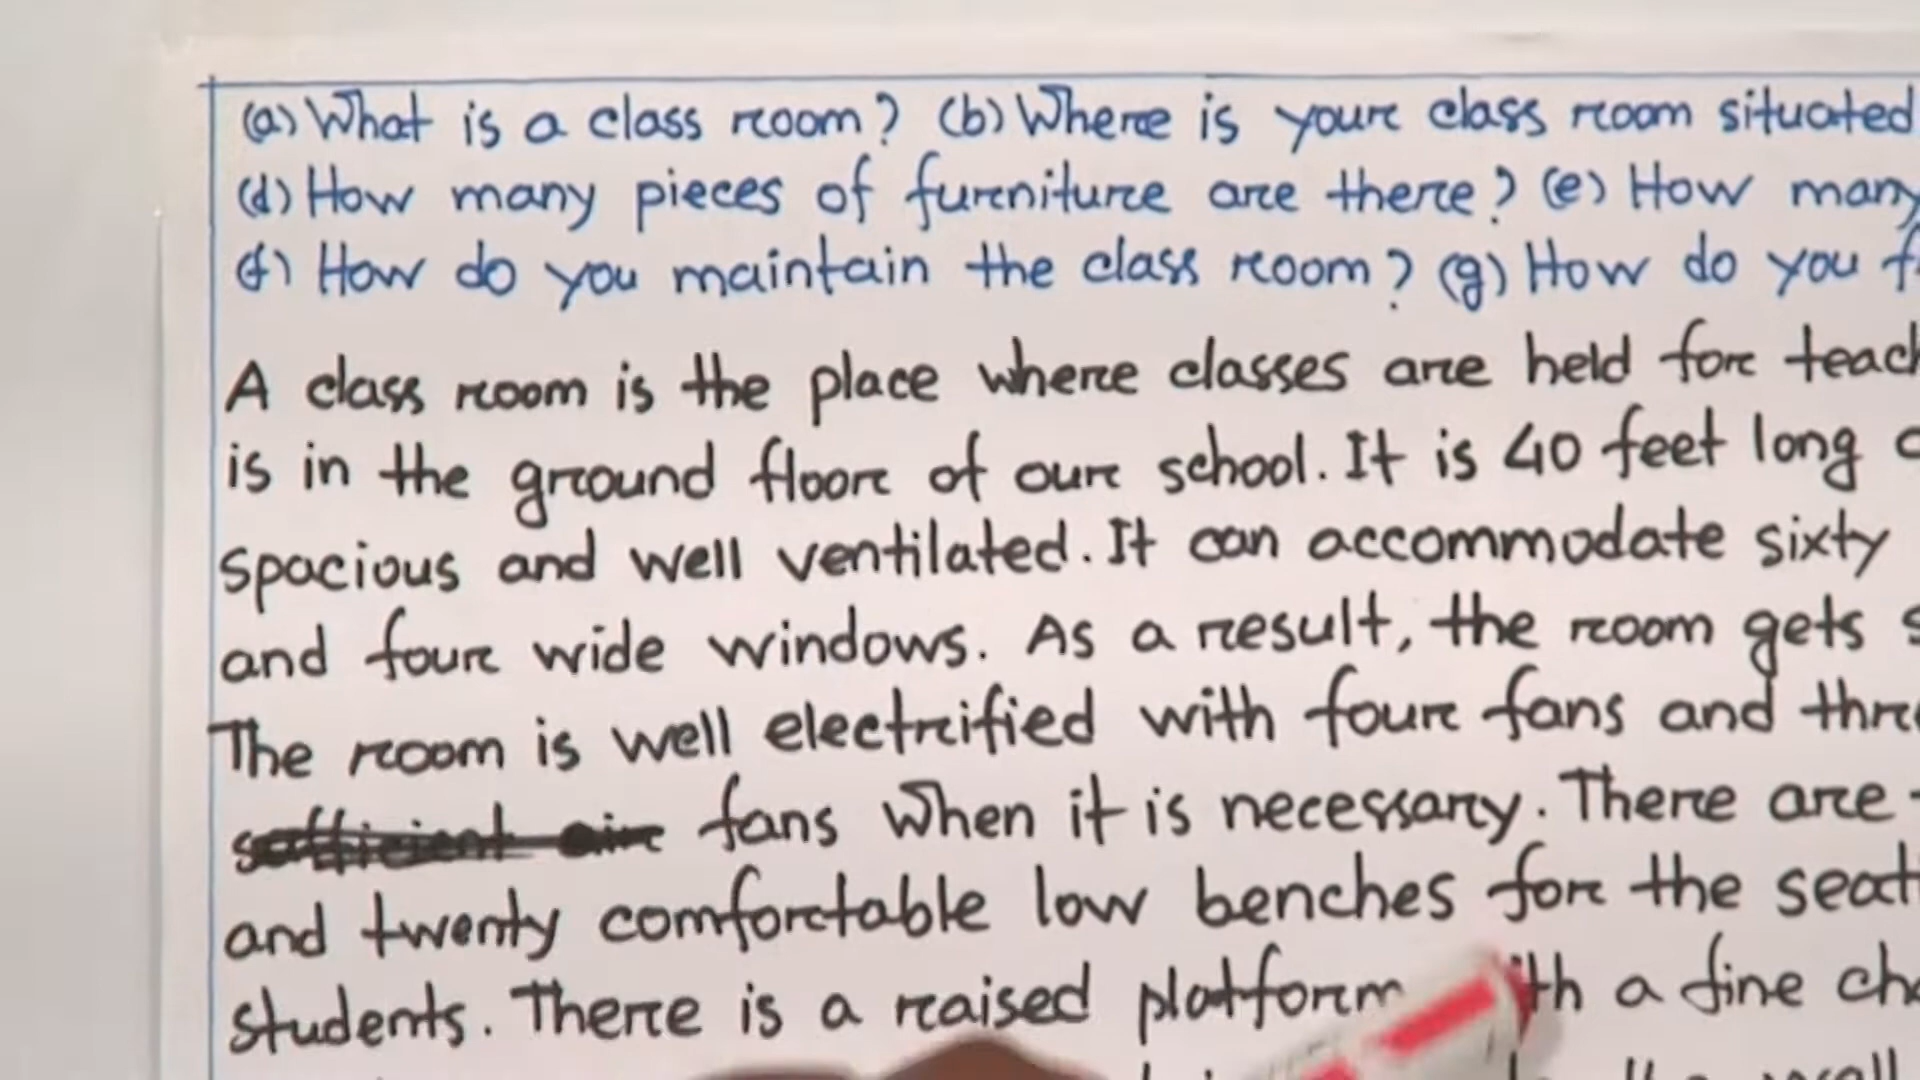 (a) What is a class room? (b) Where is your class room situated
(d) How many pieces of furniture are there? (e) How many
(f) How do you maintain the class room? (g) How do you
A class room is the place where classes are held for teach
is in the ground floor of our school. It is 40 feet long
spacious and well ventilated. It can accommodate sixty
and four wide windows. As a result, the room gets
The room is well electrified with four fans and thre
sufficient air fans when it is necessary. There are
and twenty comfortable low benches for the seat
students. There is a raised platform with a fine cha